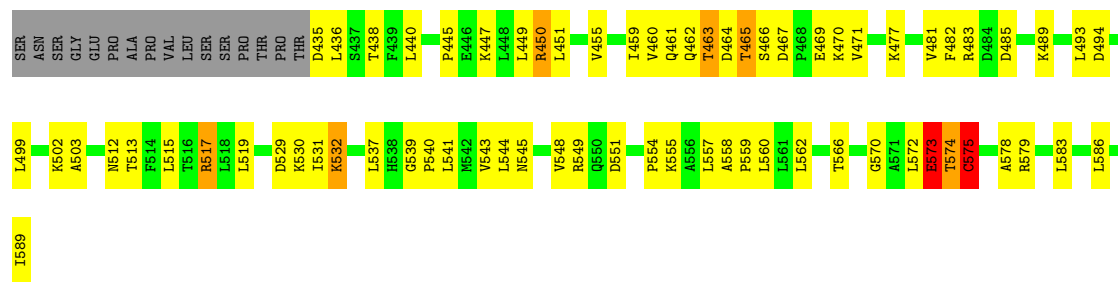 SER ASN SER GLY GLU PRO ALA PRO VAL LEU SER SER PRO THR PRO THR D435 L436 S437 T438 F439 L440 P445 E446 K447 L448 L449 R450 L451 V455 I459 V460 Q461 Q462 T463 D464 T465 S466 D467 P468 E469 K470 V471 K477 V481 F482 R483 D484 D485 K489 L493 D494
L499 K502 A503 N512 T513 F514 L515 T516 R517 L518 L519 D529 K530 I531 K532 L537 H538 G539 P540 L541 M542 V543 L544 N545 V548 R549 Q550 D551 P554 K555 A556 L557 A558 P559 L560 L561 L562 T566 G570 A571 L572 E573 T574 C575 A578 R579 L583 L586
I589